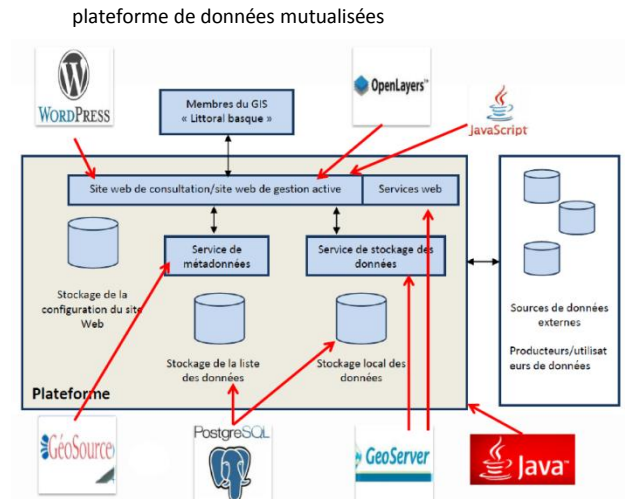 plateforme de données mutualisées
WORDPRESS
Membres du GIS
« Littoral basque »
OpenLayers™
JavaScript
Site web de consultation/site web de gestion active
Services web
Service de
métadonnées
Service de stockage des
données
Stockage de la
configuration du site
Web
Stockage de la liste
des données
Stockage local des
données
Sources de données
externes
Producteurs/utilisat
eurs de données
Plateforme
GéoSource
PostgreSQL
GeoServer
Java™